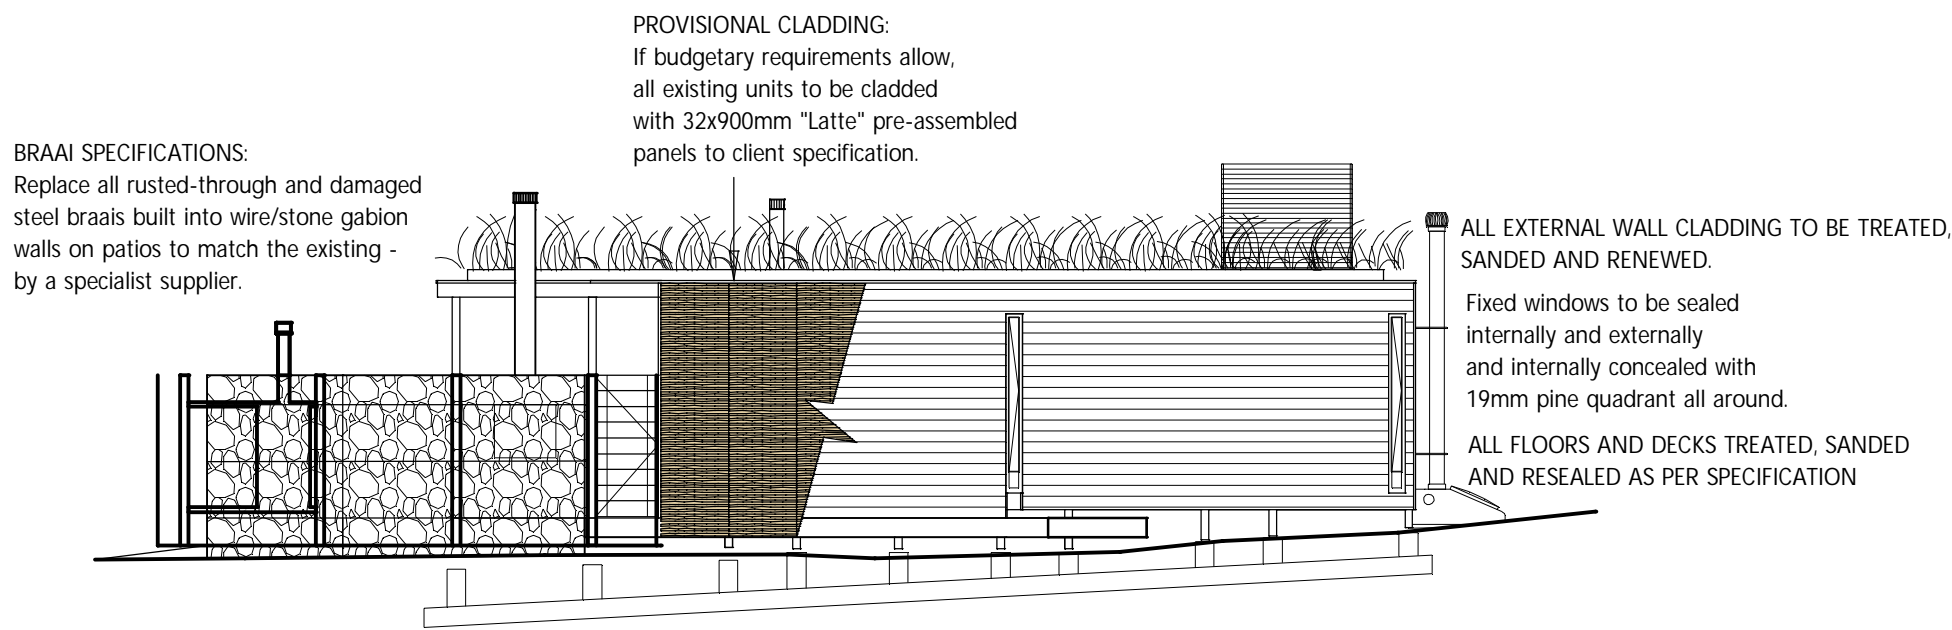 PROVISIONAL CLADDING:
If budgetary requirements allow,
all existing units to be cladded
with 32x900mm "Latte" pre-assembled
panels to client specification.
BRAAI SPECIFICATIONS:
Replace all rusted-through and damaged
steel braais built into wire/stone gabion
walls on patios to match the existing -
by a specialist supplier.
ALL EXTERNAL WALL CLADDING TO BE TREATED,
SANDED AND RENEWED.
Fixed windows to be sealed
internally and externally
and internally concealed with
19mm pine quadrant all around.
ALL FLOORS AND DECKS TREATED, SANDED
AND RESEALED AS PER SPECIFICATION